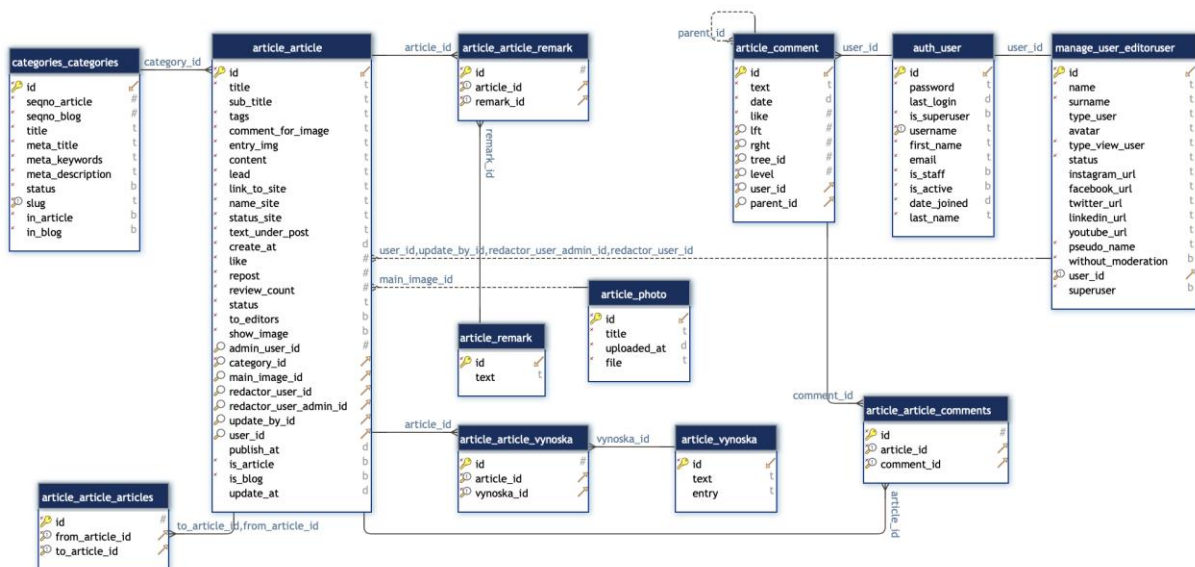 categories_categories
id
seqno_article #
seqno_blog #
title t
meta_title t
meta_keywords t
meta_description t
status b
slug t
in_article b
in_blog b
category_id
article_article
id
title t
sub_title t
tags t
comment_for_image t
entry_img t
content t
lead t
link_to_site t
name_site t
status_site t
text_under_post t
create_at d
like #
repost #
review_count #
status t
to_editors b
show_image b
admin_user_id #
category_id
main_image_id
redactor_user_id
redactor_user_admin_id
update_by_id
user_id
publish_at d
is_article b
is_blog b
update_at d
article_id
article_article_remark
id #
article_id
remark_id
remark_id
parent_id
article_comment
id
text t
date d
like #
lft #
rght #
tree_id #
level #
user_id
parent_id
user_id
auth_user
id
password t
last_login d
is_superuser b
username t
first_name t
email t
is_staff b
is_active b
date_joined d
last_name t
user_id
manage_user_editoruser
id
name t
surname t
type_user t
avatar t
type_view_user t
status t
instagram_url t
facebook_url t
twitter_url t
linkedin_url t
youtube_url t
pseudo_name t
without_moderation b
user_id
superuser b
user_id,update_by_id,redactor_user_admin_id,redactor_user_id
main_image_id
article_photo
id
title t
uploaded_at d
file t
article_remark
id
text t
article_id
article_article_vynoska
id #
article_id
vynoska_id
vynoska_id
article_vynoska
id
text t
entry t
comment_id
article_article_comments
id #
article_id
comment_id
article_id
article_article_articles
id #
from_article_id
to_article_id
to_article_id,from_article_id